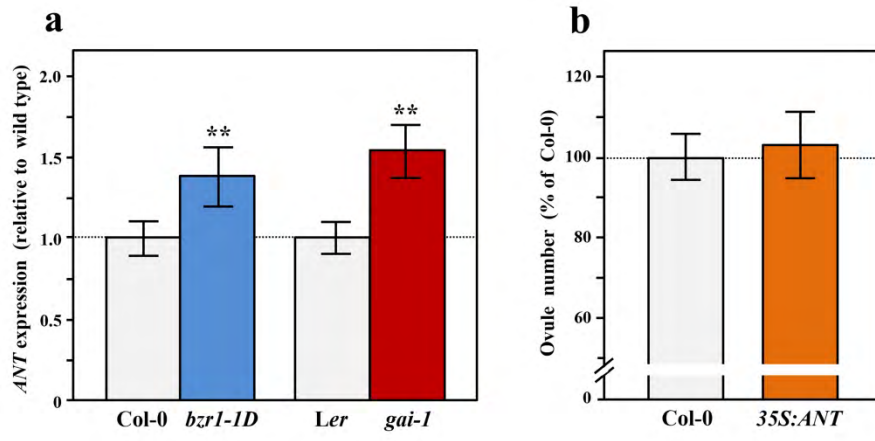 a
ANT expression (relative to wild type)
2.0
1.5
1.0
0.5
0
**
**
Col-0 bzr1-1D Ler gai-1
b
Ovule number (% of Col-0)
120
100
80
60
0
Col-0 35S:ANT